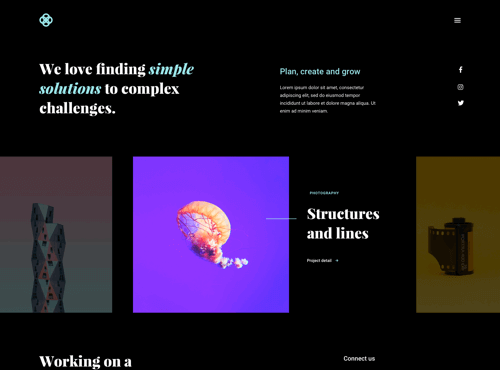 We love finding simple
solutions to complex
challenges.
Plan, create and grow
Lorem ipsum dolor sit amet, consectetur
adipiscing elit, sed do eiusmod tempor
incididunt ut labore et dolore magna aliqua. Ut
enim ad minim veniam.
PHOTOGRAPHY
Structures
and lines
Project detail
Working on a
Connect us